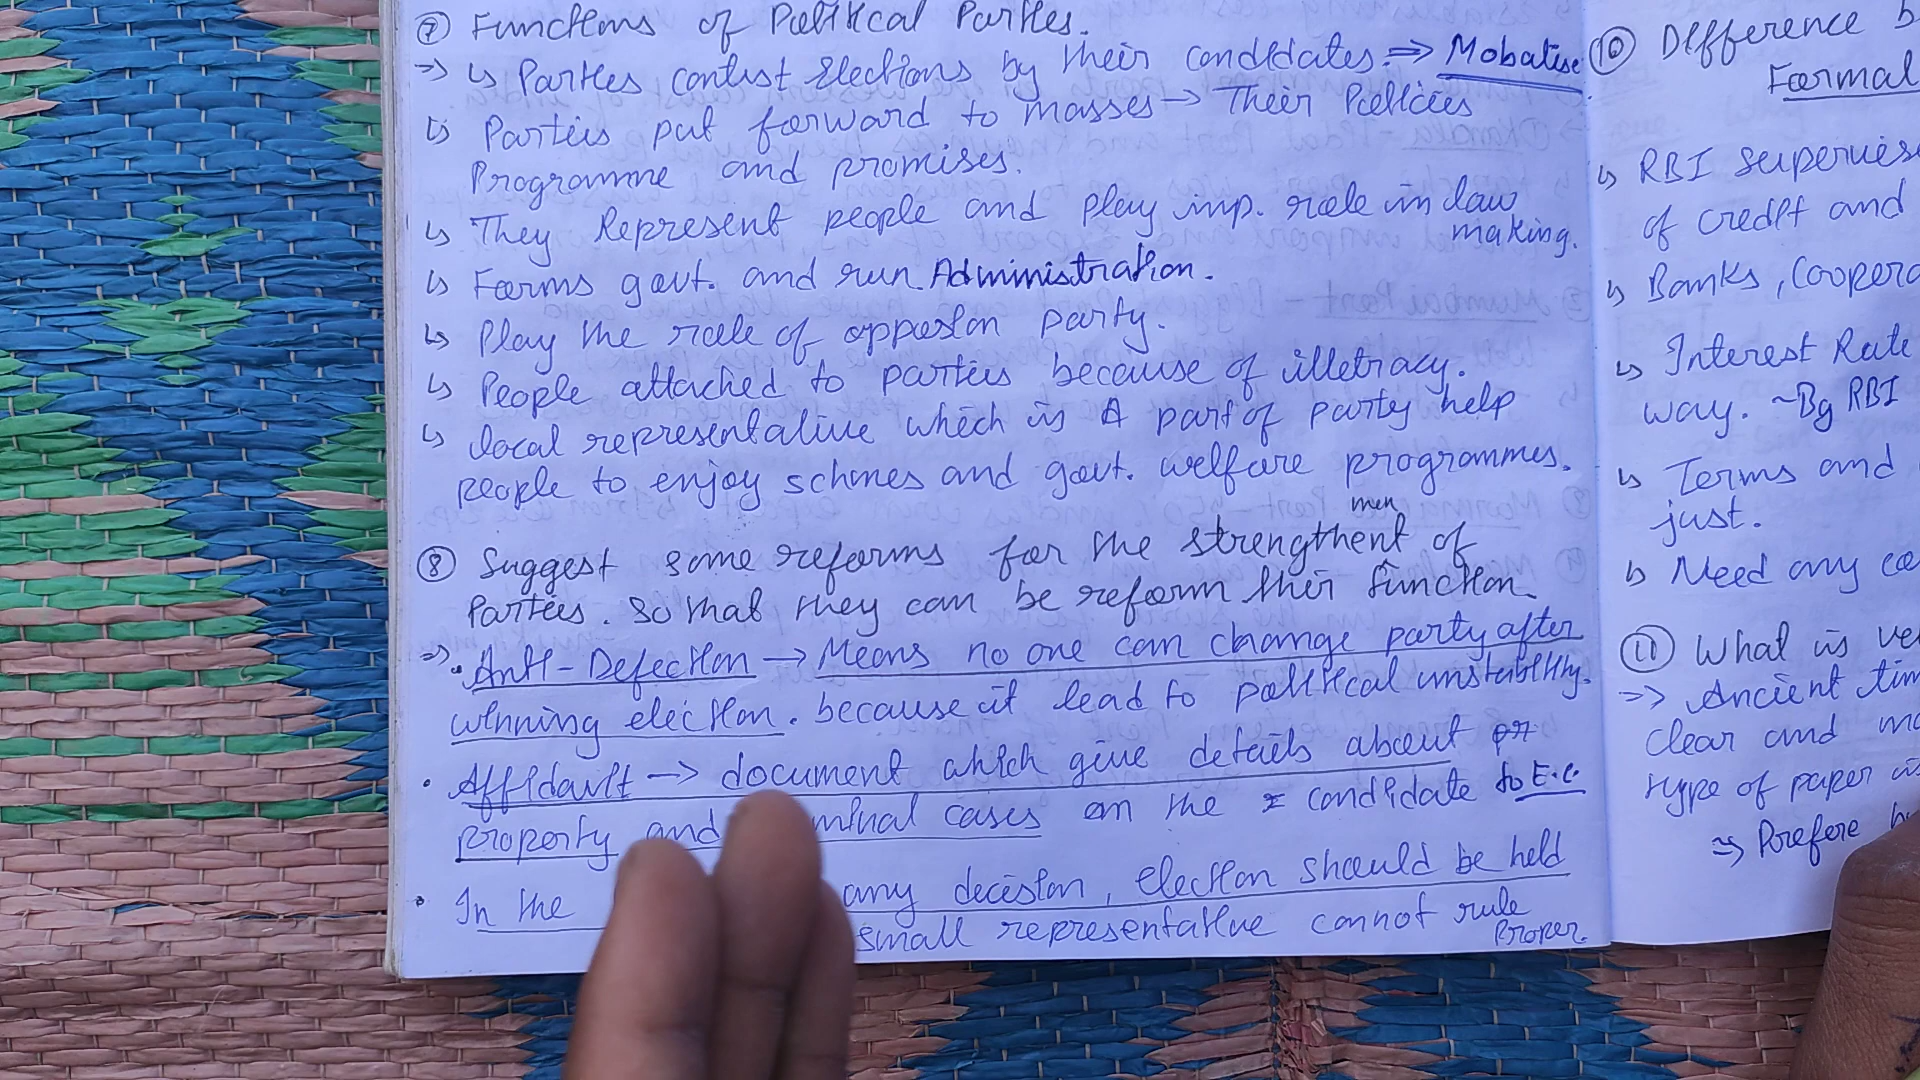 ⑦ Functions of Political Parties.
=> ↳ Parties contest Elections by their candidates. => Mobalise
↳ Parties put forward to masses → Their Policies
Programme and promises.
↳ They Represent people and play imp. role in law
making.
↳ Forms govt. and run Administration.
↳ Play the role of opposton party.
↳ People attached to parties because of illetracy.
↳ local representative which is A part of party help
people to enjoy schmes and govt. welfare programmes.
⑧ Suggest some reforms for the strengthent of
men
Parties. so that they can be reform ther function.
=> • Anti-Defection → Means no one can change party after
winning election. because it lead to political unstability.
• Affidavit → document which give details about pr
property and minal cases on the candidate to E.C.
• In the any decision, election should be held
small representative cannot rule
proper.
⑩ Difference b
Formal
↳ RBI supervise
of credit and
↳ Banks, Coopera
↳ Interest Rate
way. ~By RBI
↳ Terms and
just.
↳ Need any co
⑪ What is ve
=> Ancient tim
clear and ma
type of paper is
=> Prefere h